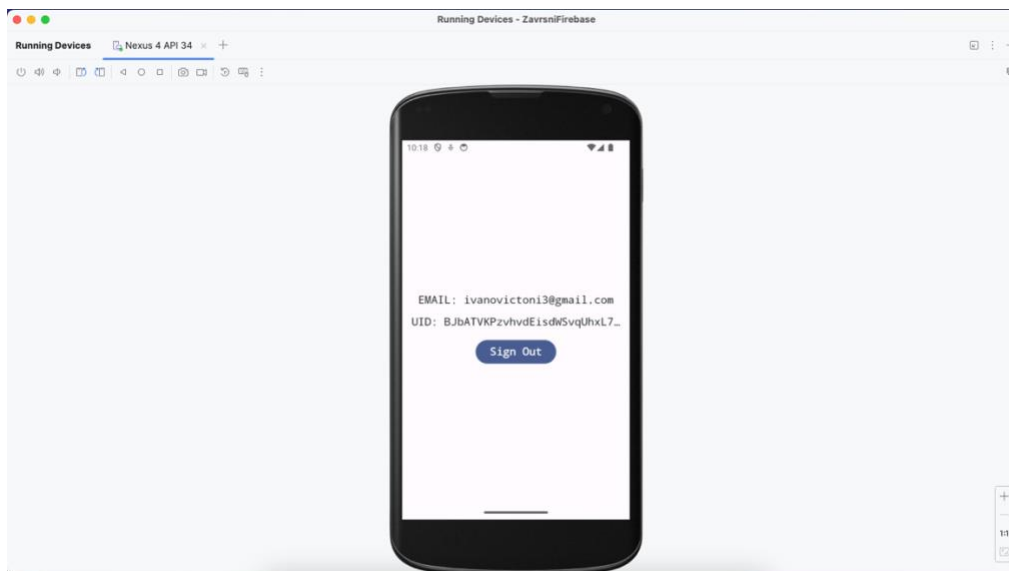 Running Devices - ZavrsniFirebase
Running Devices Nexus 4 API 34
10:18
EMAIL: ivanovictoni3@gmail.com
UID: BJbATVKPzvhvdEisdWSvqUhxL7…
Sign Out
1:1